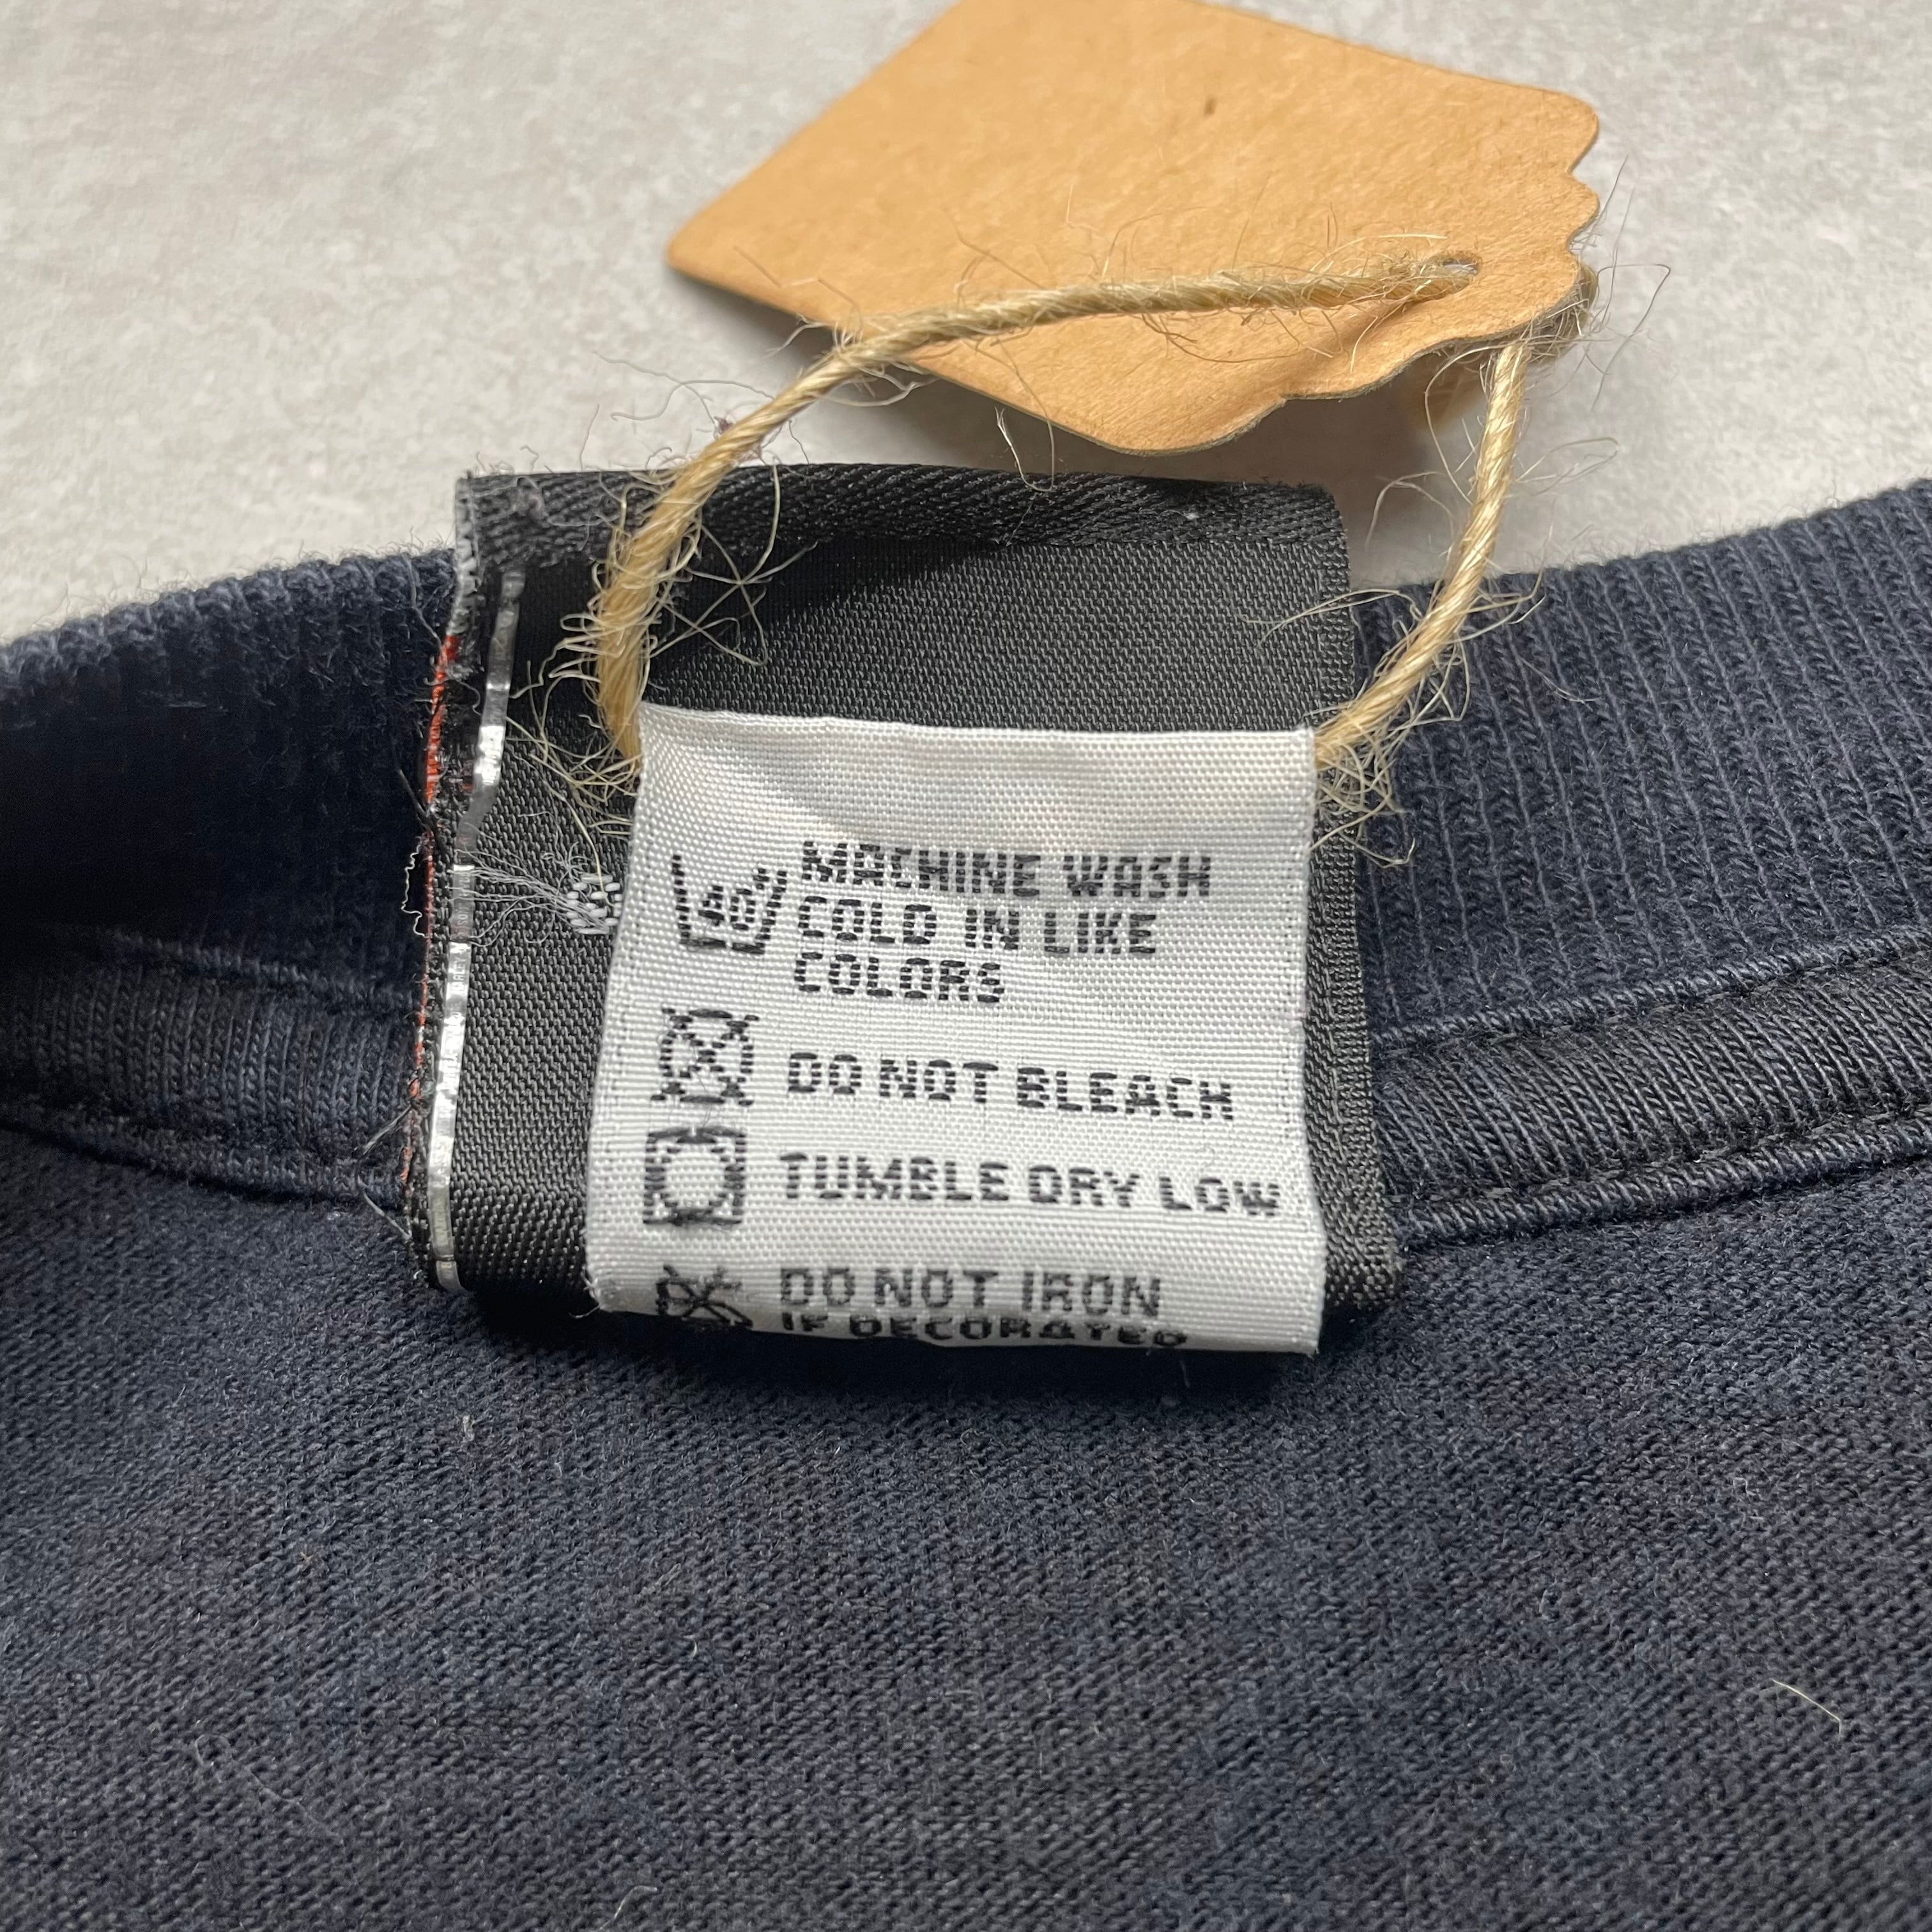 40 MACHINE WASH
COLD IN LIKE
COLORS
DO NOT BLEACH
TUMBLE DRY LOW
DO NOT IRON
IF DECORATED